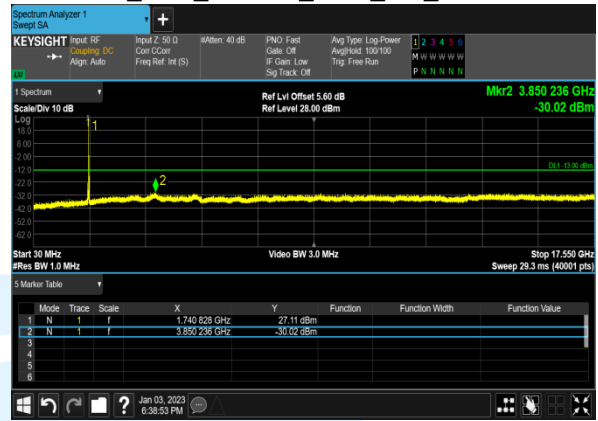 Spectrum Analyzer 1
Swept SA
+
KEYSIGHT Input: RF Input Z: 50 Ω #Atten: 40 dB PNO: Fast Avg Type: Log-Power 1 2 3 4 5 6
Coupling: DC Corr CCorr Gate: Off Avg|Hold: 100/100 M W W W W W
Align: Auto Freq Ref: Int (S) IF Gain: Low Trig: Free Run
Sig Track: Off P N N N N N
LXI
1 Spectrum Ref Lvl Offset 5.60 dB Mkr2 3.850 236 GHz
Scale/Div 10 dB Ref Level 28.00 dBm -30.02 dBm
Log
1
18.0
8.00
-2.00
DL1 -13.00 dBm
-12.0
2
-22.0
-32.0
-42.0
-52.0
-62.0
Start 30 MHz Video BW 3.0 MHz Stop 17.550 GHz
#Res BW 1.0 MHz Sweep 29.3 ms (40001 pts)
5 Marker Table
Mode Trace Scale X Y Function Function Width Function Value
1 N 1 f 1.740 828 GHz 27.11 dBm
2 N 1 f 3.850 236 GHz -30.02 dBm
3
4
5
6
? Jan 03, 2023
6:38:53 PM